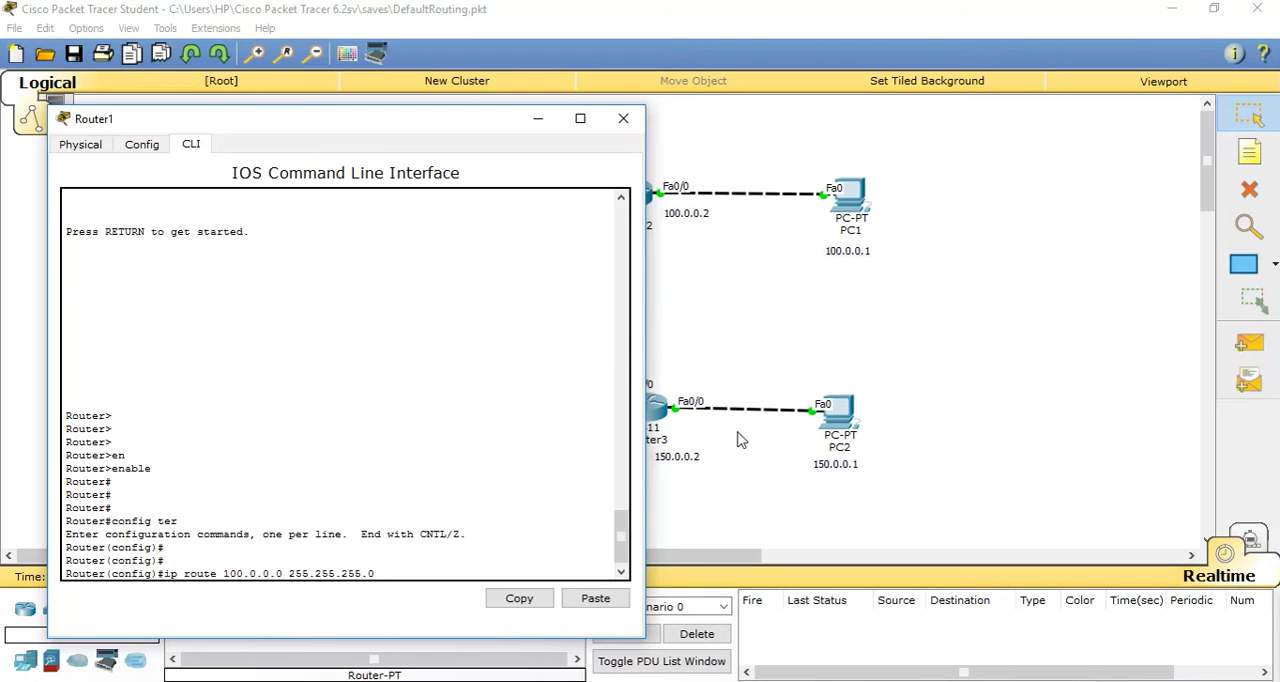 Cisco Packet Tracer Student - C:\Users\HP\Cisco Packet Tracer 6.2sv\saves\DefaultRouting.pkt
File Edit Options View Tools Extensions Help
Logical [Root] New Cluster Move Object Set Tiled Background Viewport
Router1
Physical Config CLI
IOS Command Line Interface
Press RETURN to get started.
Router>
Router>
Router>
Router>en
Router>enable
Router#
Router#
Router#
Router#config ter
Enter configuration commands, one per line. End with CNTL/Z.
Router(config)#
Router(config)#
Router(config)#ip route 100.0.0.0 255.255.255.0
Copy Paste
Fa0/0 Fa0
2 100.0.0.2
PC-PT
PC1
100.0.0.1
/0
Fa0/0 Fa0
11
ter3
150.0.0.2
PC-PT
PC2
150.0.0.1
Time:
Realtime
nario 0
Delete
Toggle PDU List Window
Fire Last Status Source Destination Type Color Time(sec) Periodic Num
Router-PT